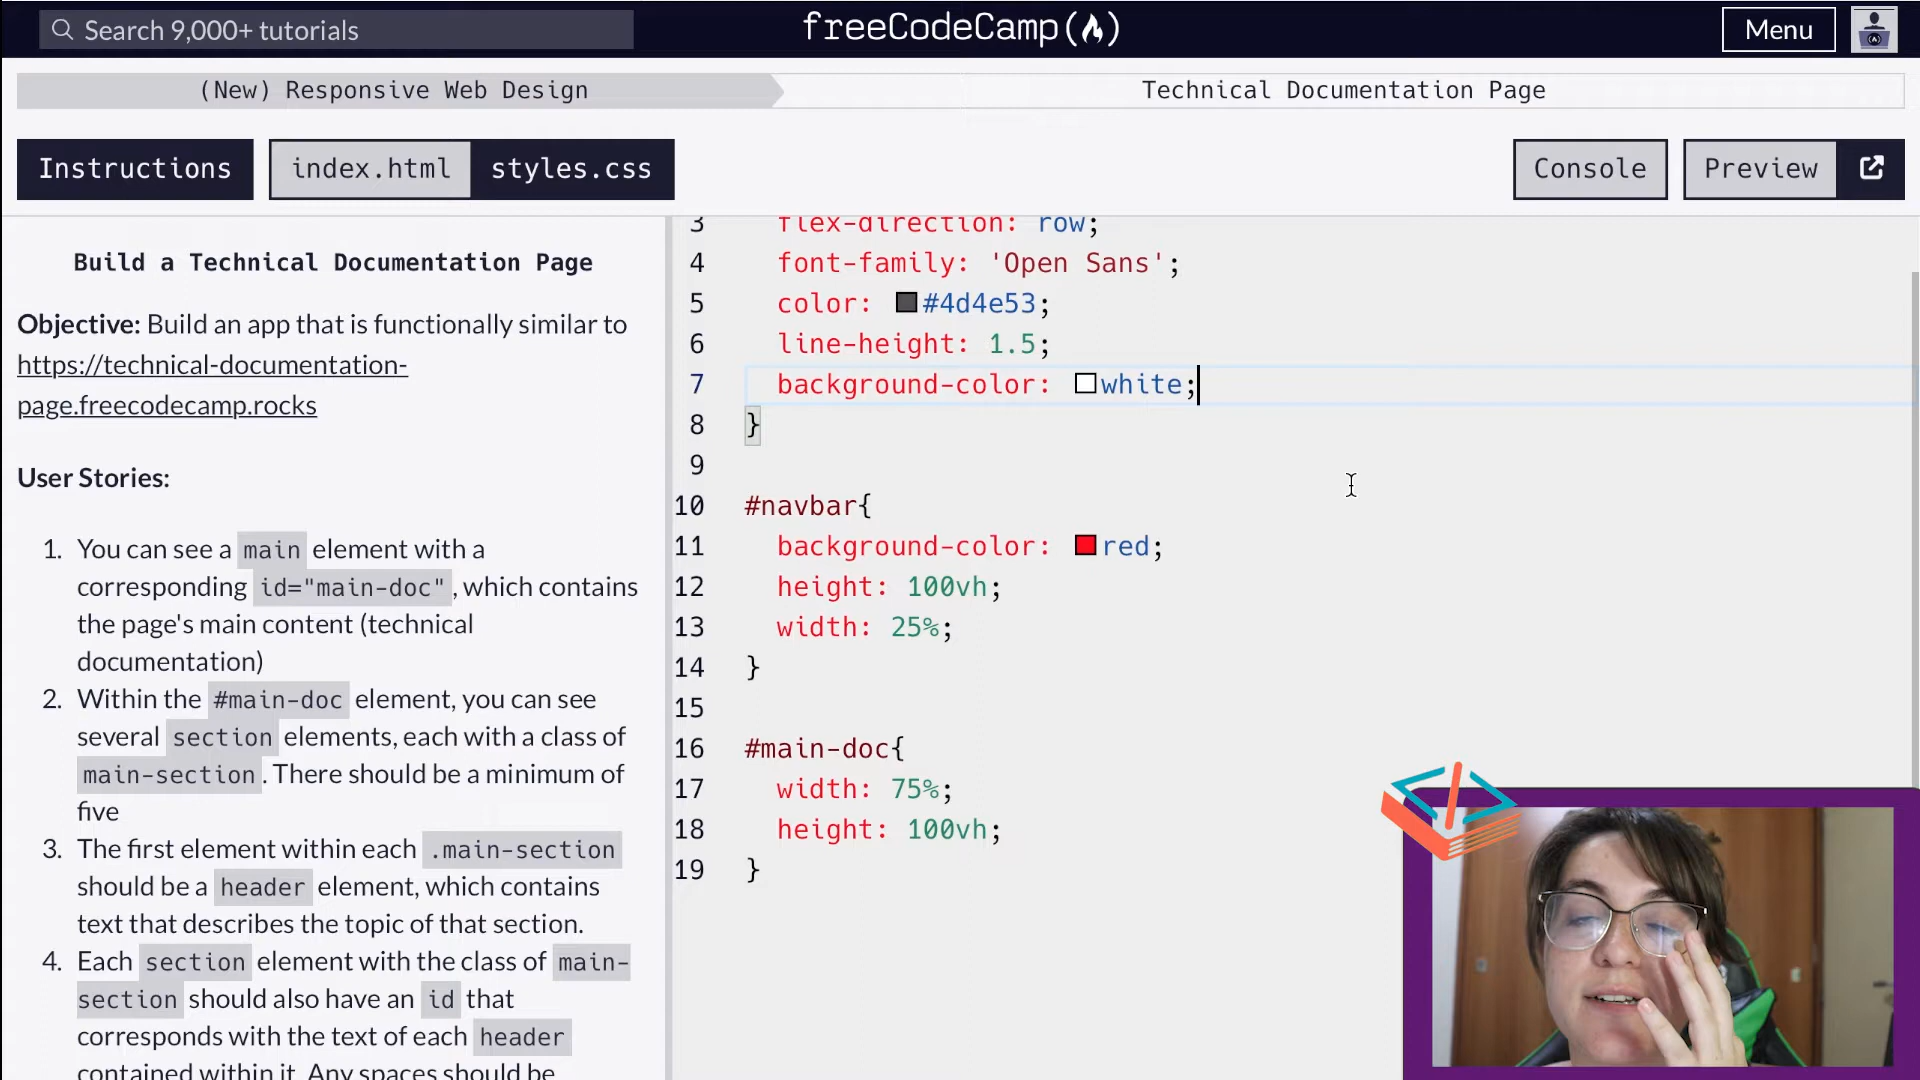 Search 9,000+ tutorials
freeCodeCamp
Menu
(New) Responsive Web Design
Technical Documentation Page
Instructions
index.html
styles.css
Console
Preview
Build a Technical Documentation Page
Objective: Build an app that is functionally similar to
https://technical-documentation-
page.freecodecamp.rocks
User Stories:
1. You can see a main element with a
corresponding id="main-doc", which contains
the page's main content (technical
documentation)
2. Within the #main-doc element, you can see
several section elements, each with a class of
main-section. There should be a minimum of
five
3. The first element within each .main-section
should be a header element, which contains
text that describes the topic of that section.
4. Each section element with the class of main-
section should also have an id that
corresponds with the text of each header
contained within it. Any spaces should be
3 flex-direction: row;
4 font-family: 'Open Sans';
5 color: #4d4e53;
6 line-height: 1.5;
7 background-color: white;
8 }
9
10 #navbar{
11 background-color: red;
12 height: 100vh;
13 width: 25%;
14 }
15
16 #main-doc{
17 width: 75%;
18 height: 100vh;
19 }